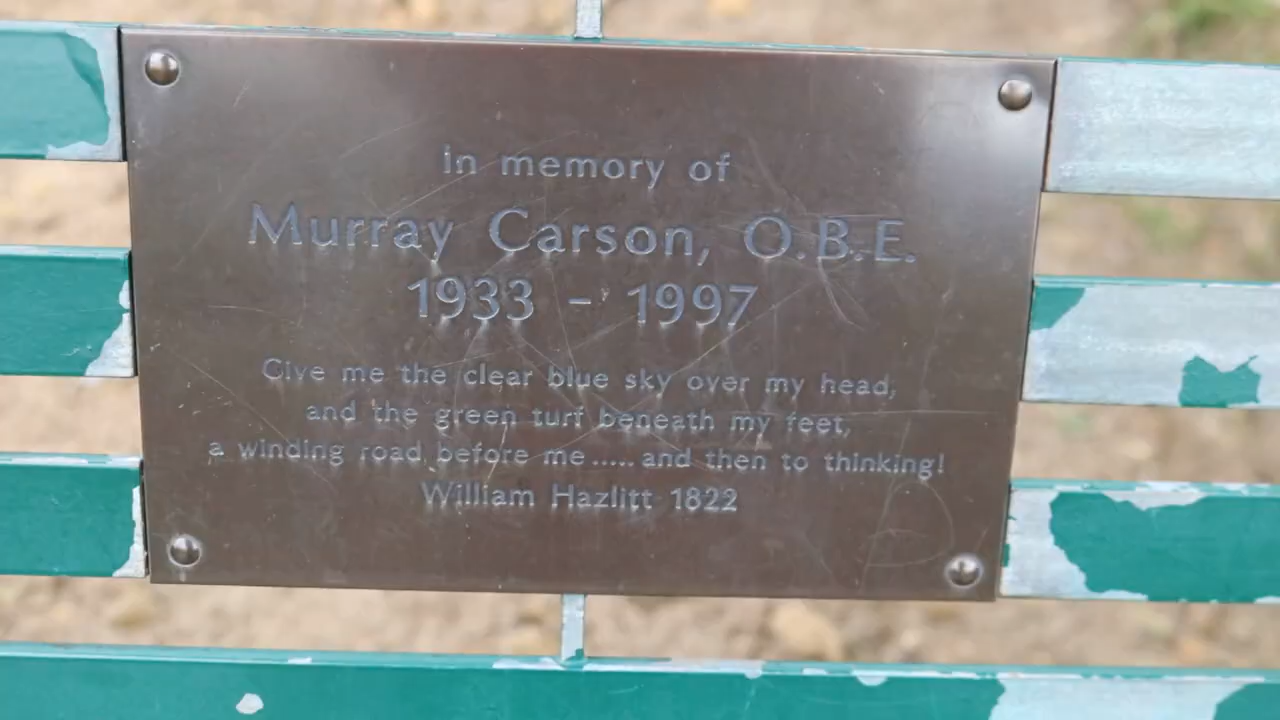 in memory of
Murray Carson, O.B.E.
1933 - 1997
Give me the clear blue sky over my head,
and the green turf beneath my feet,
a winding road before me.....and then to thinking!
William Hazlitt 1822